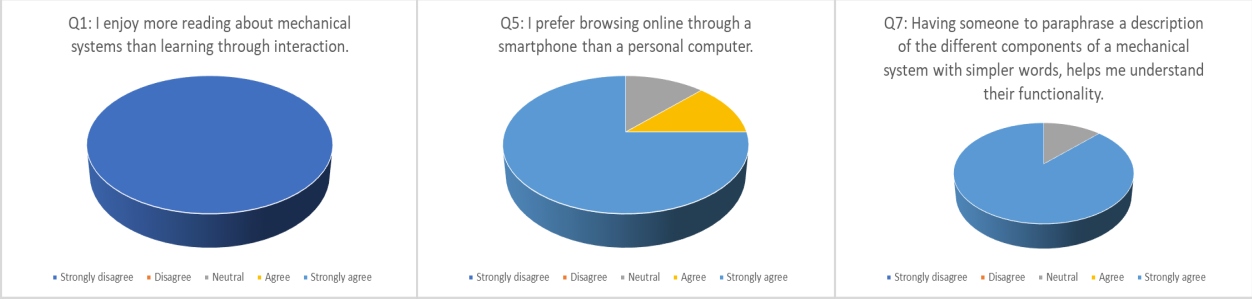 Q1: I enjoy more reading about mechanical
systems than learning through interaction.
Strongly disagree Disagree Neutral Agree Strongly agree
Q5: I prefer browsing online through a
smartphone than a personal computer.
Strongly disagree Disagree Neutral Agree Strongly agree
Q7: Having someone to paraphrase a description
of the different components of a mechanical
system with simpler words, helps me understand
their functionality.
Strongly disagree Disagree Neutral Agree Strongly agree